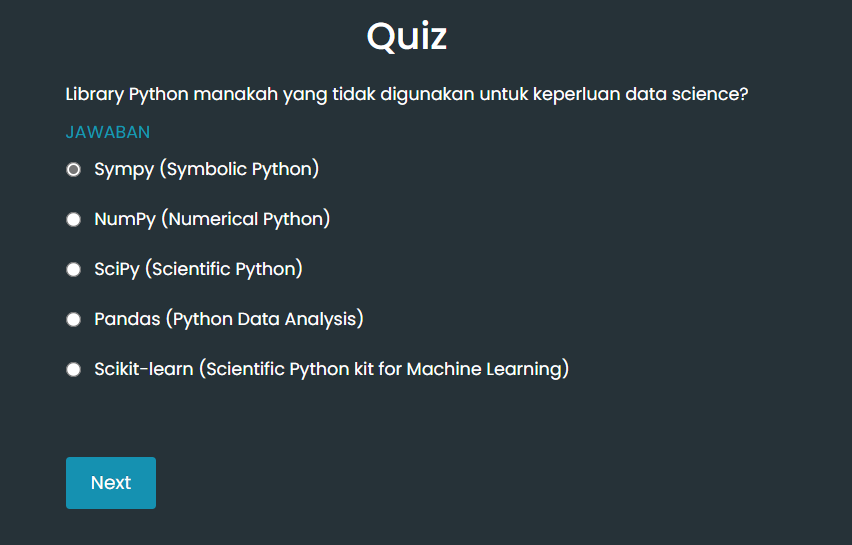 Quiz
Library Python manakah yang tidak digunakan untuk keperluan data science?
JAWABAN
Sympy (Symbolic Python)
NumPy (Numerical Python)
SciPy (Scientific Python)
Pandas (Python Data Analysis)
Scikit-learn (Scientific Python kit for Machine Learning)
Next